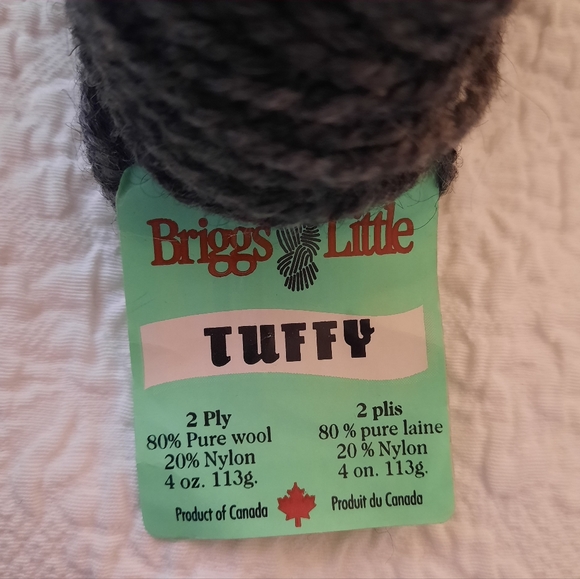 Briggs Little
TUFFY
2 Ply
80% Pure wool
20% Nylon
4 oz. 113g.
2 plis
80 % pure laine
20 % Nylon
4 on. 113g.
Product of Canada
Produit du Canada